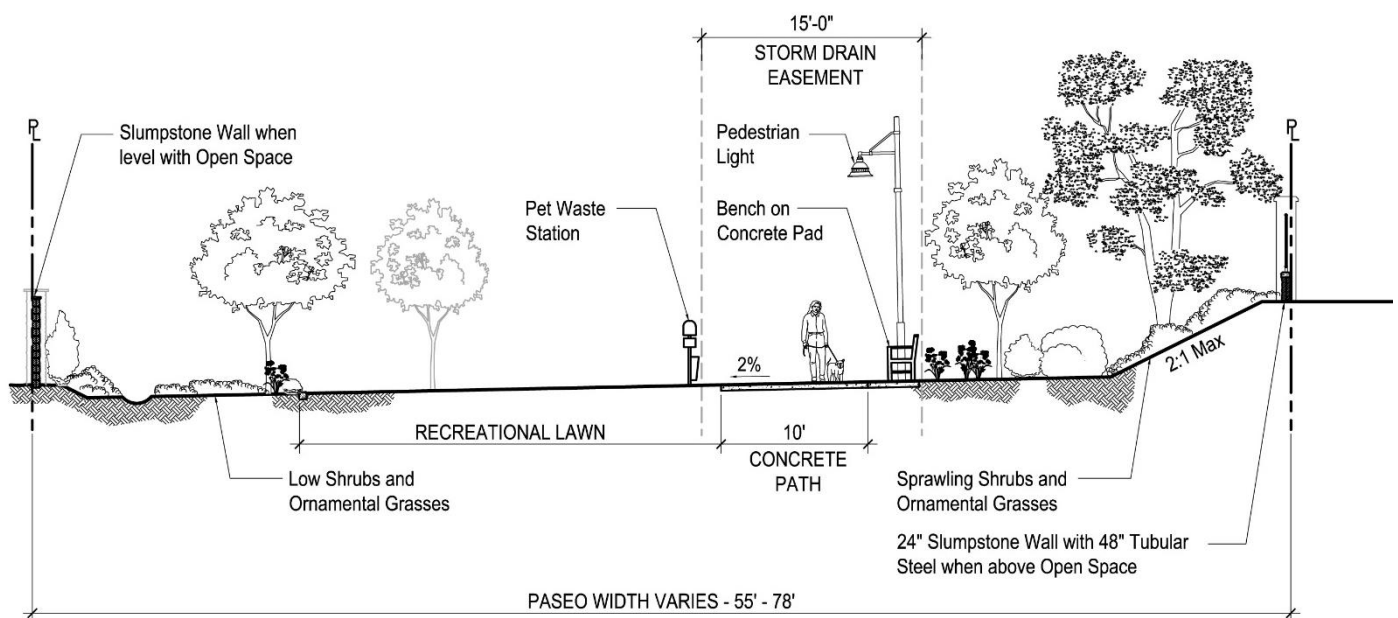 15'-0"
STORM DRAIN
EASEMENT
PL
Slumpstone Wall when
level with Open Space
Pet Waste
Station
Pedestrian
Light
Bench on
Concrete Pad
PL
2%
2:1 Max
RECREATIONAL LAWN
10'
CONCRETE
PATH
Low Shrubs and
Ornamental Grasses
Sprawling Shrubs and
Ornamental Grasses
24" Slumpstone Wall with 48" Tubular
Steel when above Open Space
PASEO WIDTH VARIES - 55' - 78'